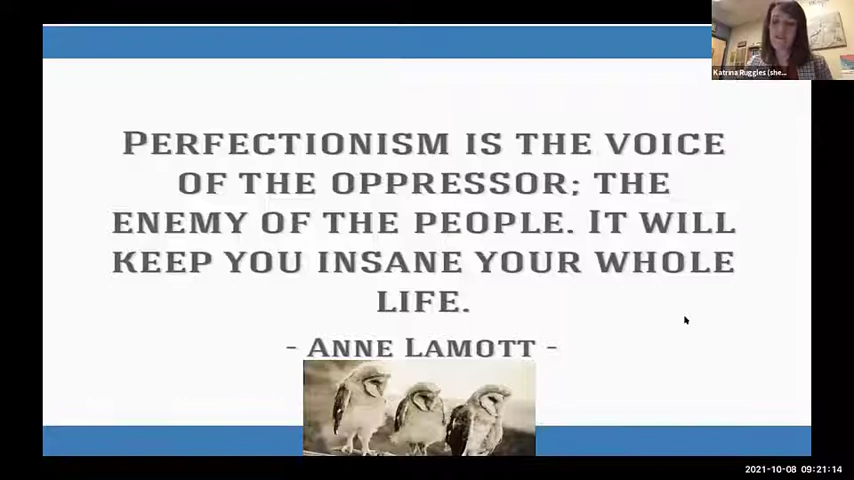 Katrina Ruggles (she...
PERFECTIONISM IS THE VOICE
OF THE OPPRESSOR; THE
ENEMY OF THE PEOPLE. IT WILL
KEEP YOU INSANE YOUR WHOLE
LIFE.
- ANNE LAMOTT -
2021-10-08 09:21:14